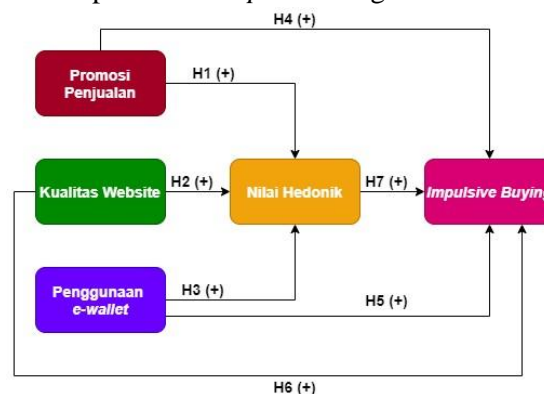 H4 (+)
Promosi
Penjualan
H1 (+)
Kualitas Website
H2 (+)
Nilai Hedonik
H7 (+)
Impulsive Buying
Penggunaan
e-wallet
H3 (+)
H5 (+)
H6 (+)